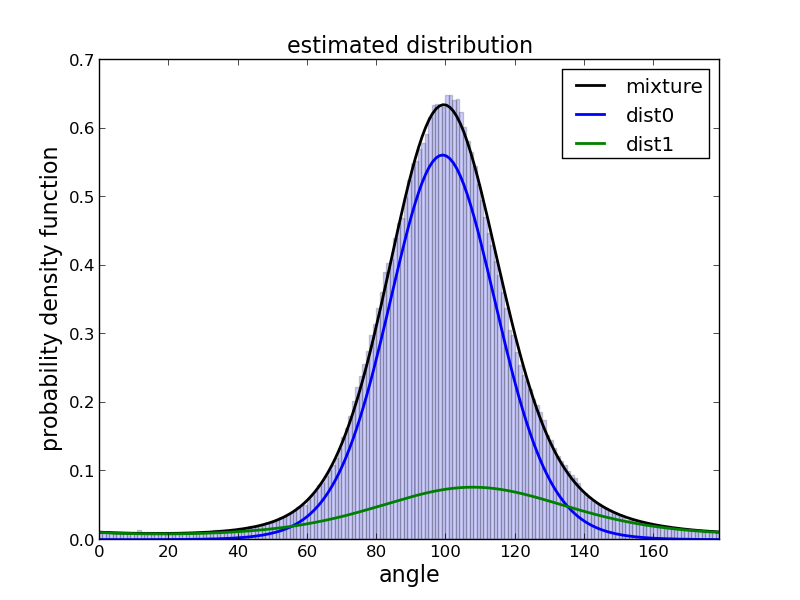 estimated distribution
probability density function
0.7
0.6
0.5
0.4
0.3
0.2
0.1
0.0
mixture
dist0
dist1
0 20 40 60 80 100 120 140 160
angle